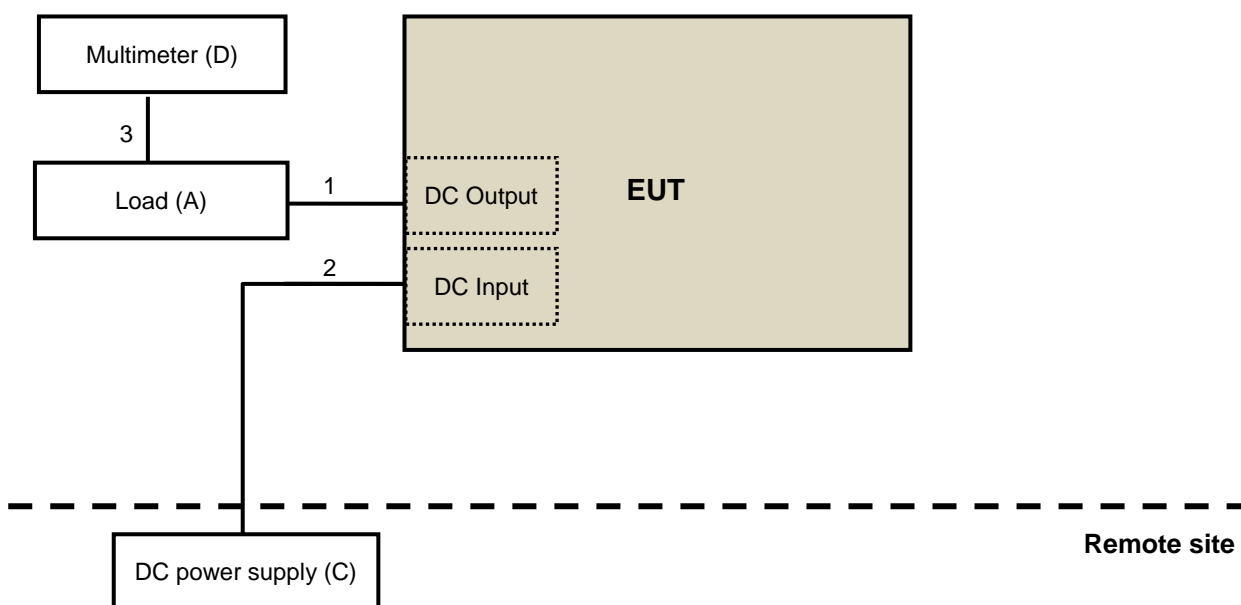 Multimeter (D)
3
Load (A)
1
DC Output
EUT
2
DC Input
Remote site
DC power supply (C)